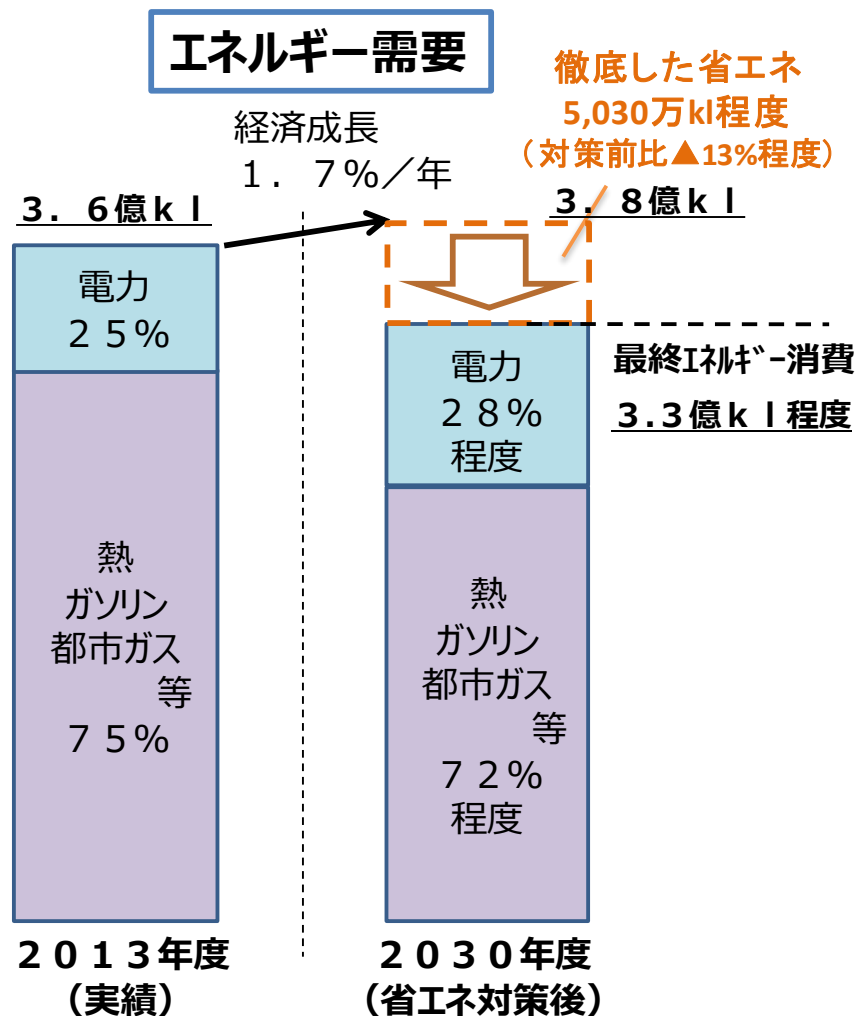 エネルギー需要
徹底した省エネ
5,030万kl程度
（対策前比▲13%程度）
経済成長
１．７％／年
３．６億ｋｌ
３．８億ｋｌ
電力
２５％
熱
ガソリン
都市ガス
等
７５％
電力
２８％
程度
最終ｴﾈﾙｷﾞｰ消費
３.３億ｋｌ程度
熱
ガソリン
都市ガス
等
７２％
程度
２０１３年度
（実績）
２０３０年度
（省エネ対策後）